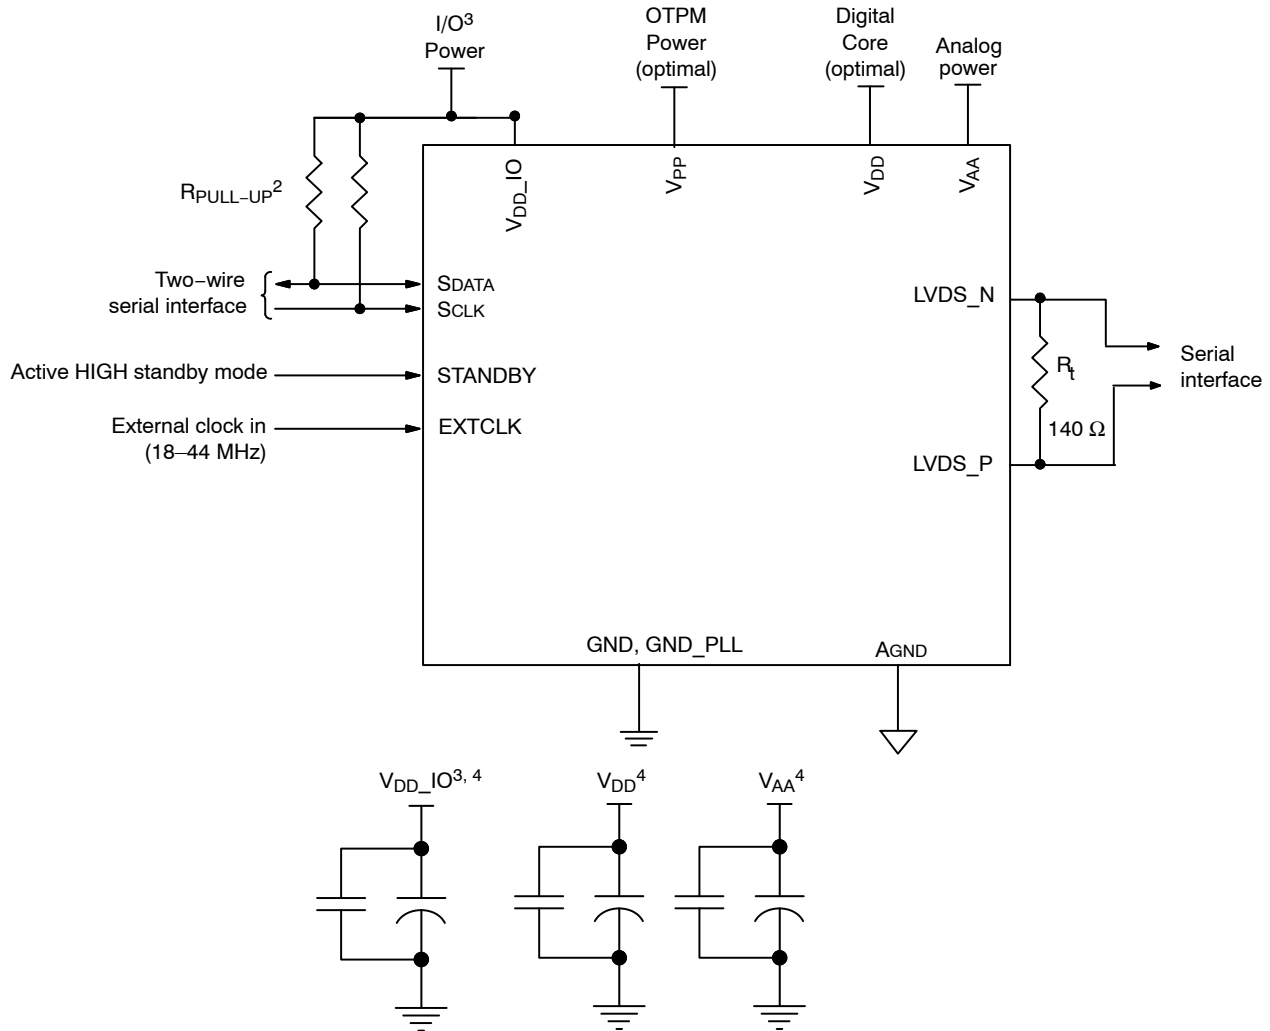 I/O3
Power
OTPM
Power
(optimal)
Digital
Core
(optimal)
Analog
power
VDD_IO
VPP
VDD
VAA
RPULL–UP2
Two–wire
serial interface
SDATA
SCLK
Active HIGH standby mode
STANDBY
External clock in
(18–44 MHz)
EXTCLK
LVDS_N
Rt
140 Ω
LVDS_P
Serial
interface
GND, GND_PLL
AGND
VDD_IO3, 4
VDD4
VAA4